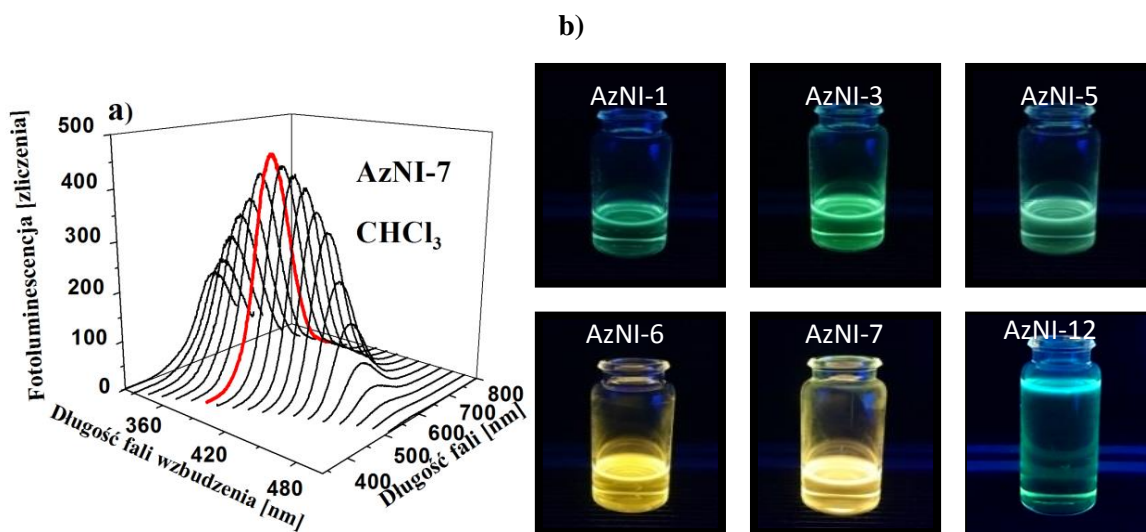 a)
Fotoluminescencja [zliczenia]
500
400
300
200
100
0
360
420
480
Długość fali wzbudzenia [nm]
400
500
600
700
800
Długość fali [nm]
AzNI-7
CHCl₃
b)
AzNI-1
AzNI-3
AzNI-5
AzNI-6
AzNI-7
AzNI-12